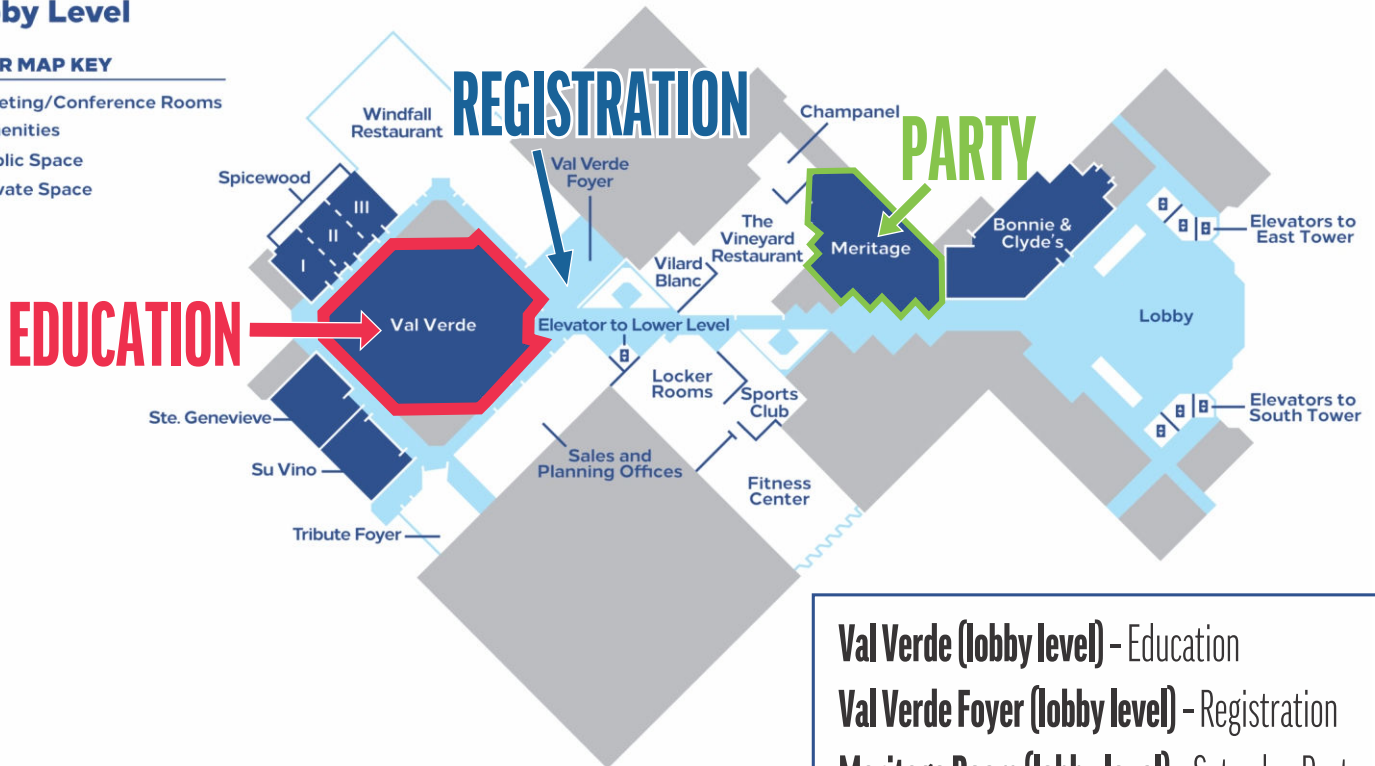 by Level
R MAP KEY
eting/Conference Rooms
enities
blic Space
vate Space
Windfall
Restaurant
REGISTRATION
Champanel
PARTY
Spicewood
III
II
I
Val Verde
Foyer
The
Vineyard
Restaurant
Vilard
Blanc
Meritage
Bonnie &
Clyde's
Elevators to
East Tower
EDUCATION
Val Verde
Elevator to Lower Level
Lobby
Locker
Rooms
Sports
Club
Elevators to
South Tower
Ste. Genevieve
Su Vino
Sales and
Planning Offices
Fitness
Center
Tribute Foyer
Val Verde (lobby level) – Education
Val Verde Foyer (lobby level) – Registration